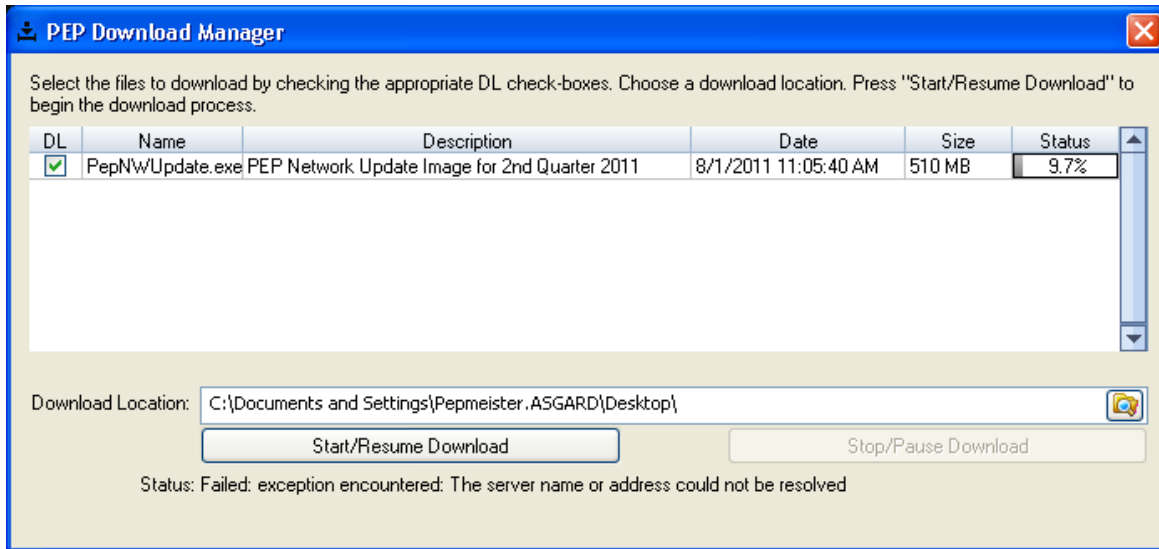 PEP Download Manager
Select the files to download by checking the appropriate DL check-boxes. Choose a download location. Press "Start/Resume Download" to
begin the download process.
DL Name Description Date Size Status
PepNWUpdate.exe PEP Network Update Image for 2nd Quarter 2011 8/1/2011 11:05:40 AM 510 MB 9.7%
Download Location: C:\Documents and Settings\Pepmeister.ASGARD\Desktop\
Start/Resume Download Stop/Pause Download
Status: Failed: exception encountered: The server name or address could not be resolved